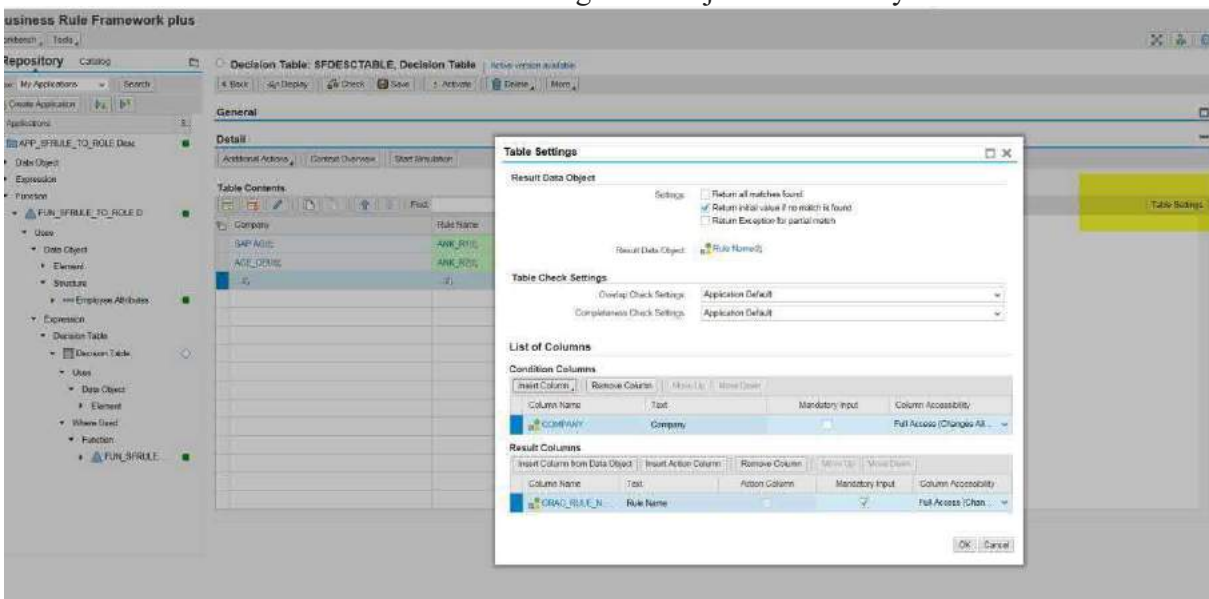 usiness Rule Framework plus
Tools
Repository Catalog
Decision Table: SFDESCTABLE, Decision Table Active version available
My Applications Search
Back Display Check Save Activate Delete More
Create Application
General
Applications
Detail
APP_SFRULE_TO_ROLE Desc
Additional Actions Context Overview Start Simulation
Data Object
Expression
Function
Table Contents
FUN_SFRULE_TO_ROLE D
Find:
Table Settings
Company Rule Name
Uses
SAP AG
Data Object
Element
Structure
Employee Attributes
Expression
Decision Table
Decision Table
Uses
Data Object
Element
Where Used
Function
FUN_SFRULE
Table Settings
Result Data Object
Settings: Return all matches found
Return initial value if no match is found
Return Exception for partial match
Result Data Object: Rule Name
Table Check Settings
Overlap Check Settings: Application Default
Completeness Check Settings: Application Default
List of Columns
Condition Columns
Insert Column Remove Column Move Up Move Down
Column Name Text Mandatory Input Column Accessibility
COMPANY Company Full Access (Changes All...
Result Columns
Insert Column from Data Object Insert Action Column Remove Column Move Up Move Down
Column Name Text Action Column Mandatory Input Column Accessibility
GRAC_RULE_N... Rule Name Full Access (Chan...
OK Cancel